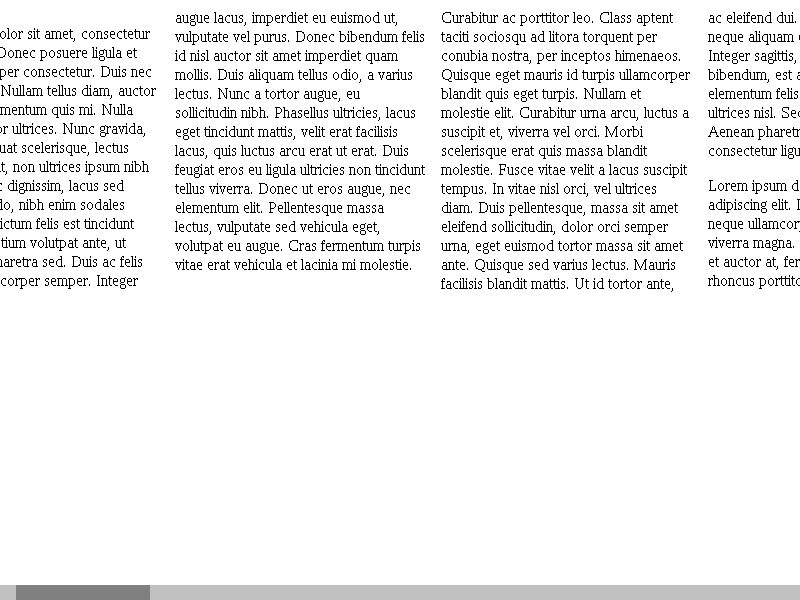 olor sit amet, consectetur
Donec posuere ligula et
per consectetur. Duis nec
Nullam tellus diam, auctor
mentum quis mi. Nulla
or ultrices. Nunc gravida,
uat scelerisque, lectus
it, non ultrices ipsum nibh
c dignissim, lacus sed
do, nibh enim sodales
ictum felis est tincidunt
tium volutpat ante, ut
haretra sed. Duis ac felis
corper semper. Integer
augue lacus, imperdiet eu euismod ut,
vulputate vel purus. Donec bibendum felis
id nisl auctor sit amet imperdiet quam
mollis. Duis aliquam tellus odio, a varius
lectus. Nunc a tortor augue, eu
sollicitudin nibh. Phasellus ultricies, lacus
eget tincidunt mattis, velit erat facilisis
lacus, quis luctus arcu erat ut erat. Duis
feugiat eros eu ligula ultricies non tincidunt
tellus viverra. Donec ut eros augue, nec
elementum elit. Pellentesque massa
lectus, vulputate sed vehicula eget,
volutpat eu augue. Cras fermentum turpis
vitae erat vehicula et lacinia mi molestie.
Curabitur ac porttitor leo. Class aptent
taciti sociosqu ad litora torquent per
conubia nostra, per inceptos himenaeos.
Quisque eget mauris id turpis ullamcorper
blandit quis eget turpis. Nullam et
molestie elit. Curabitur urna arcu, luctus a
suscipit et, viverra vel orci. Morbi
scelerisque erat quis massa blandit
molestie. Fusce vitae velit a lacus suscipit
tempus. In vitae nisl orci, vel ultrices
diam. Duis pellentesque, massa sit amet
eleifend sollicitudin, dolor orci semper
urna, eget euismod tortor massa sit amet
ante. Quisque sed varius lectus. Mauris
facilisis blandit mattis. Ut id tortor ante,
ac eleifend dui.
neque aliquam
Integer sagittis,
bibendum, est a
elementum felis
ultrices nisl. Sed
Aenean pharetr
consectetur ligu
Lorem ipsum d
adipiscing elit. I
neque ullamcorp
viverra magna.
et auctor at, fer
rhoncus porttito